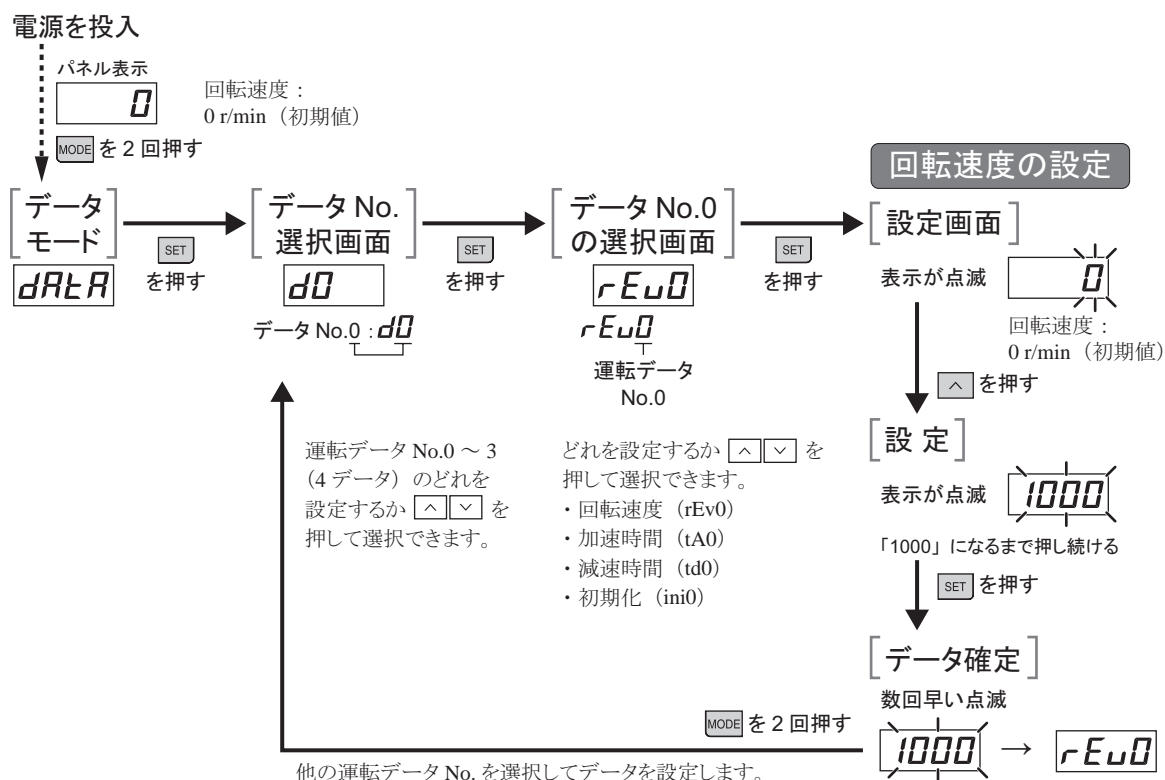 電源を投入
パネル表示
0
回転速度：
0 r/min（初期値）
MODE を 2 回押す
データ
モード
dAtA
SET
を押す
データ No.
選択画面
d0
データ No.0 : d0
SET
を押す
データ No.0
の選択画面
rEv0
rEv0
運転データ
No.0
SET
を押す
回転速度の設定
設定画面
表示が点滅
0
回転速度：
0 r/min（初期値）
^ を押す
運転データ No.0 ～ 3
（4 データ）のどれを
設定するか ^ v を
押して選択できます。
どれを設定するか ^ v を
押して選択できます。
・回転速度（rEv0）
・加速時間（tA0）
・減速時間（td0）
・初期化（ini0）
設 定
表示が点滅
1000
「1000」になるまで押し続ける
SET を押す
データ確定
数回早い点滅
1000 → rEv0
MODE を 2 回押す
他の運転データ No. を選択してデータを設定します。